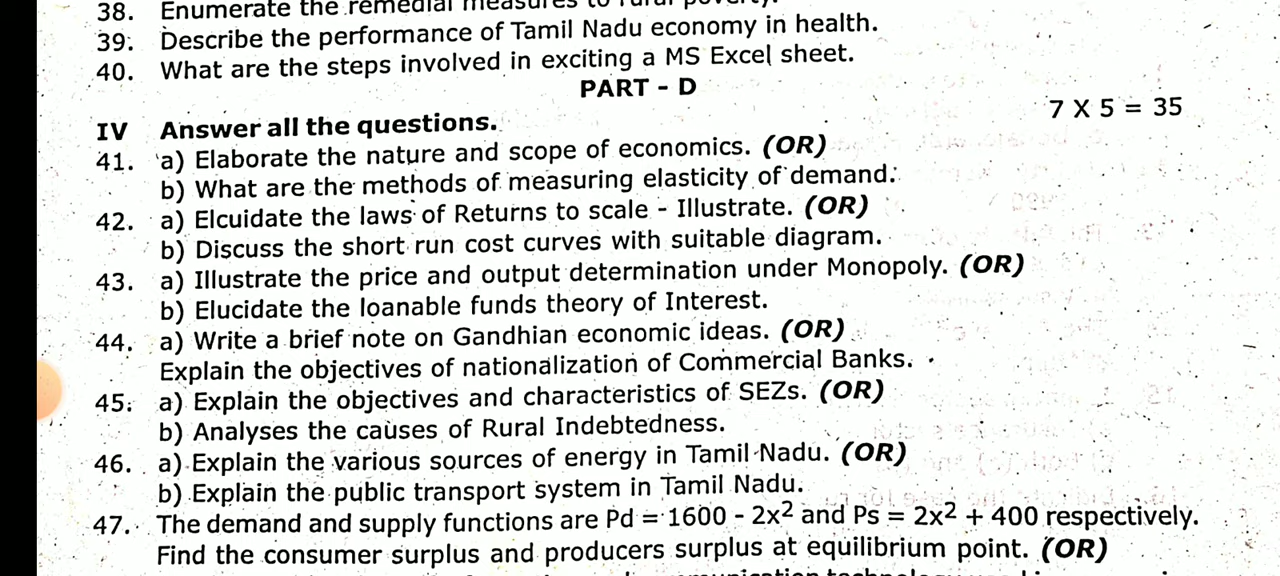 38. Enumerate the remedial measures to rural poverty.
39. Describe the performance of Tamil Nadu economy in health.
40. What are the steps involved in exciting a MS Excel sheet.
PART - D
7 X 5 = 35
IV Answer all the questions.
41. a) Elaborate the nature and scope of economics. (OR)
b) What are the methods of measuring elasticity of demand.
42. a) Elcuidate the laws of Returns to scale - Illustrate. (OR)
b) Discuss the short run cost curves with suitable diagram.
43. a) Illustrate the price and output determination under Monopoly. (OR)
b) Elucidate the loanable funds theory of Interest.
44. a) Write a brief note on Gandhian economic ideas. (OR)
Explain the objectives of nationalization of Commercial Banks.
45. a) Explain the objectives and characteristics of SEZs. (OR)
b) Analyses the causes of Rural Indebtedness.
46. a) Explain the various sources of energy in Tamil Nadu. (OR)
b) Explain the public transport system in Tamil Nadu.
47. The demand and supply functions are Pd = 1600 - 2x² and Ps = 2x² + 400 respectively.
Find the consumer surplus and producers surplus at equilibrium point. (OR)